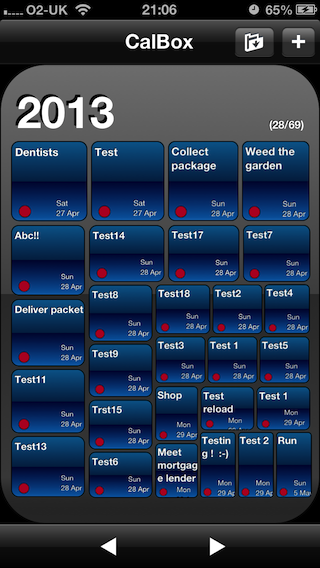 O2-UK 21:06 65%
CalBox
2013
(28/69)
Dentists
Sat
27 Apr
Test
Sat
27 Apr
Collect
package
Sun
28 Apr
Weed the
garden
Sun
28 Apr
Abc!!
Sun
28 Apr
Test14
Sun
28 Apr
Test17
Sun
28 Apr
Test7
Sun
28 Apr
Deliver packet
Sun
28 Apr
Test8
Sun
28 Apr
Test18
Sun
28 Apr
Test2
Sun
28 Apr
Test4
Sun
28 Apr
Test9
Sun
28 Apr
Test3
Sun
28 Apr
Test 1
Sun
28 Apr
Test5
Sun
28 Apr
Test11
Sun
28 Apr
Trst15
Sun
28 Apr
Shop
Mon
29 Apr
Test
reload
Mon
29 Apr
Test 1
Mon
29 Apr
Test13
Sun
28 Apr
Test6
Sun
28 Apr
Meet
mortgag
e lender
Mon
29 Apr
Testin
g ! :-)
Mon
29 Ap
Test 2
Mon
29 Ap
Run
Sun
5 Ma